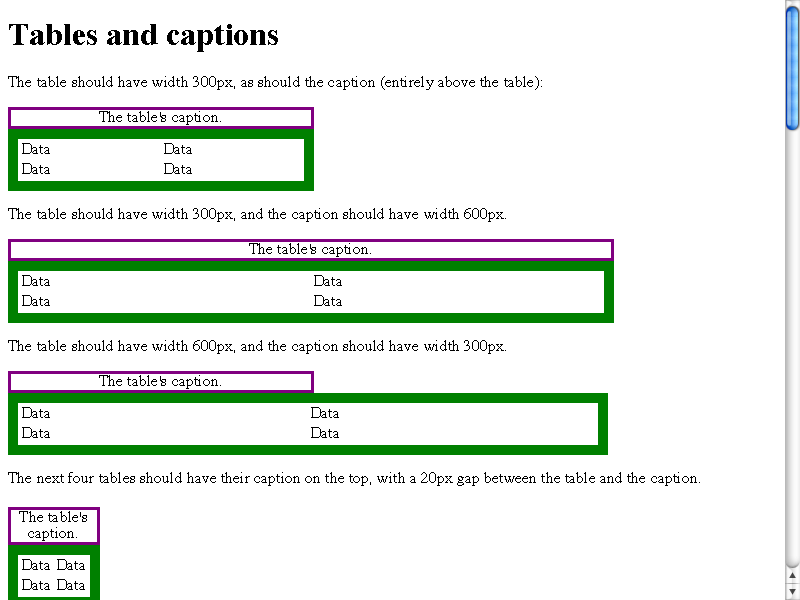 Tables and captions
The table should have width 300px, as should the caption (entirely above the table):
The table's caption.
Data Data
Data Data
The table should have width 300px, and the caption should have width 600px.
The table's caption.
Data Data
Data Data
The table should have width 600px, and the caption should have width 300px.
The table's caption.
Data Data
Data Data
The next four tables should have their caption on the top, with a 20px gap between the table and the caption.
The table's
caption.
Data Data
Data Data